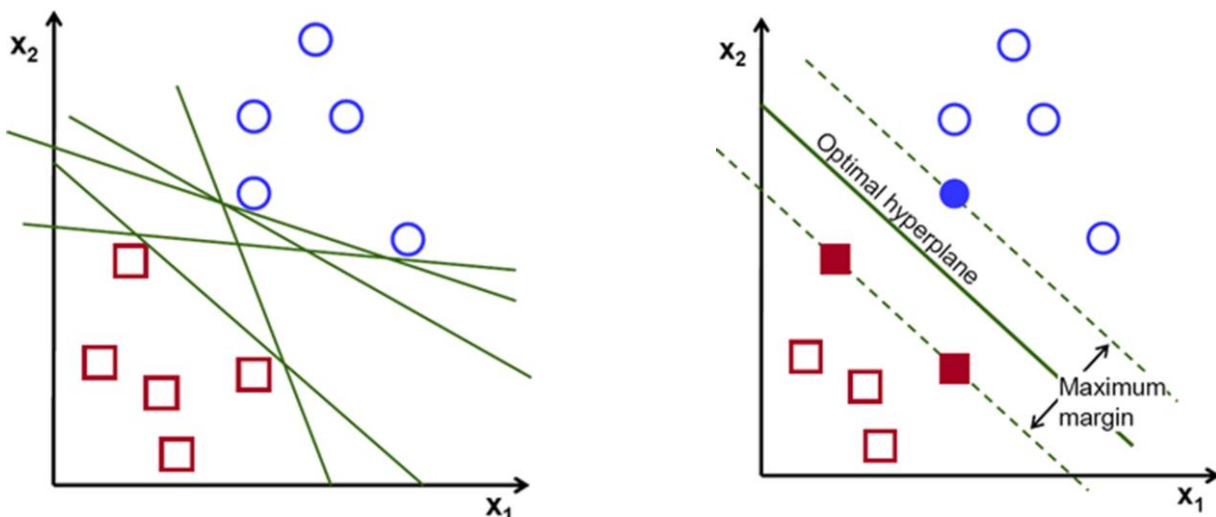 x₂
x₁
x₂
Optimal hyperplane
Maximum
margin
x₁